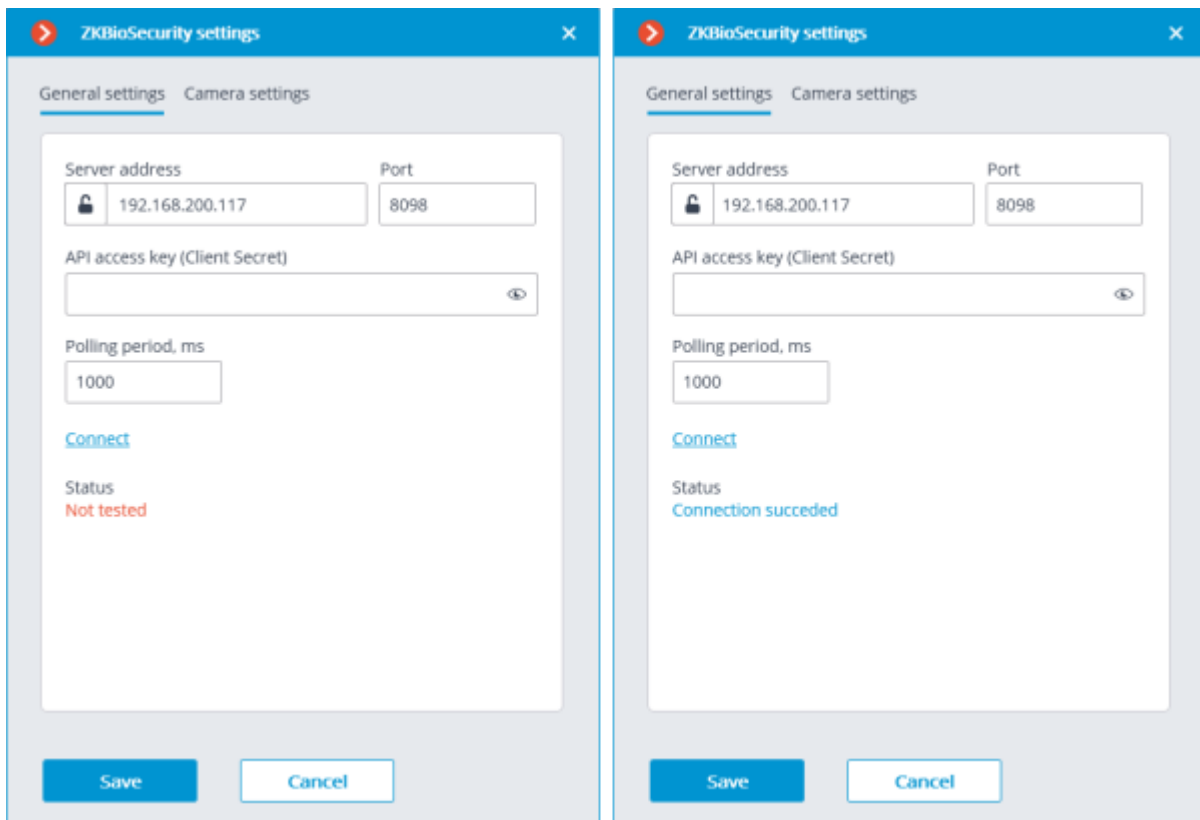 ZKBioSecurity settings
General settings Camera settings
Server address Port
192.168.200.117 8098
API access key (Client Secret)
Polling period, ms
1000
Connect
Status
Not tested
Save Cancel
ZKBioSecurity settings
General settings Camera settings
Server address Port
192.168.200.117 8098
API access key (Client Secret)
Polling period, ms
1000
Connect
Status
Connection succeded
Save Cancel